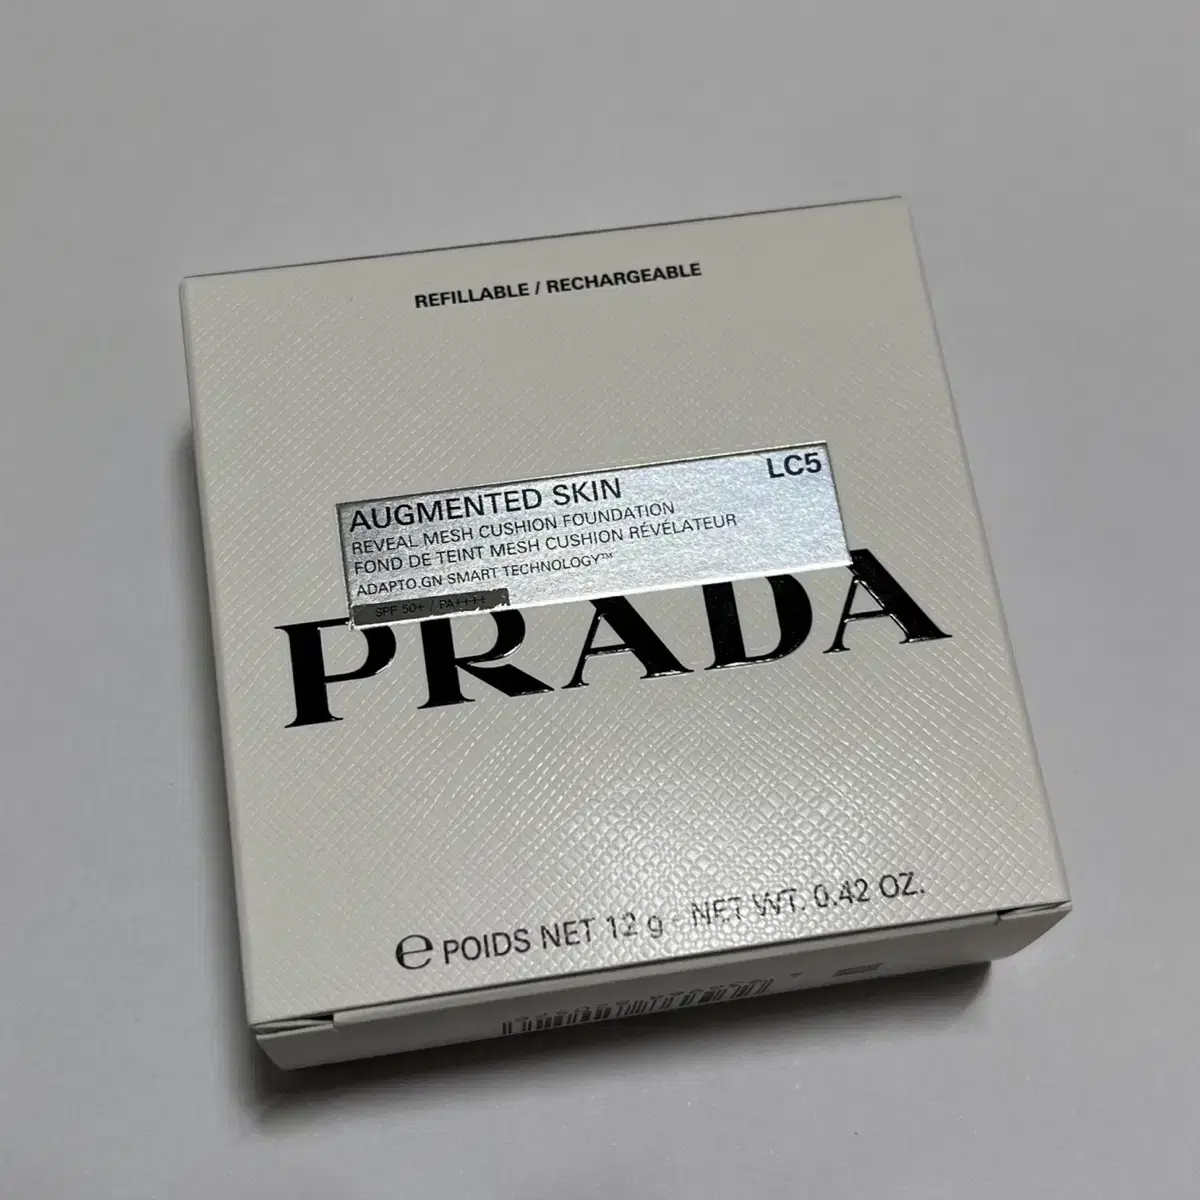 REFILLABLE / RECHARGEABLE
LC5
AUGMENTED SKIN
REVEAL MESH CUSHION FOUNDATION
FOND DE TEINT MESH CUSHION RÉVÉLATEUR
ADAPTO.GN SMART TECHNOLOGY™
SPF 50+ / PA++++
PRADA
℮ POIDS NET 12 g - NET WT. 0.42 OZ.